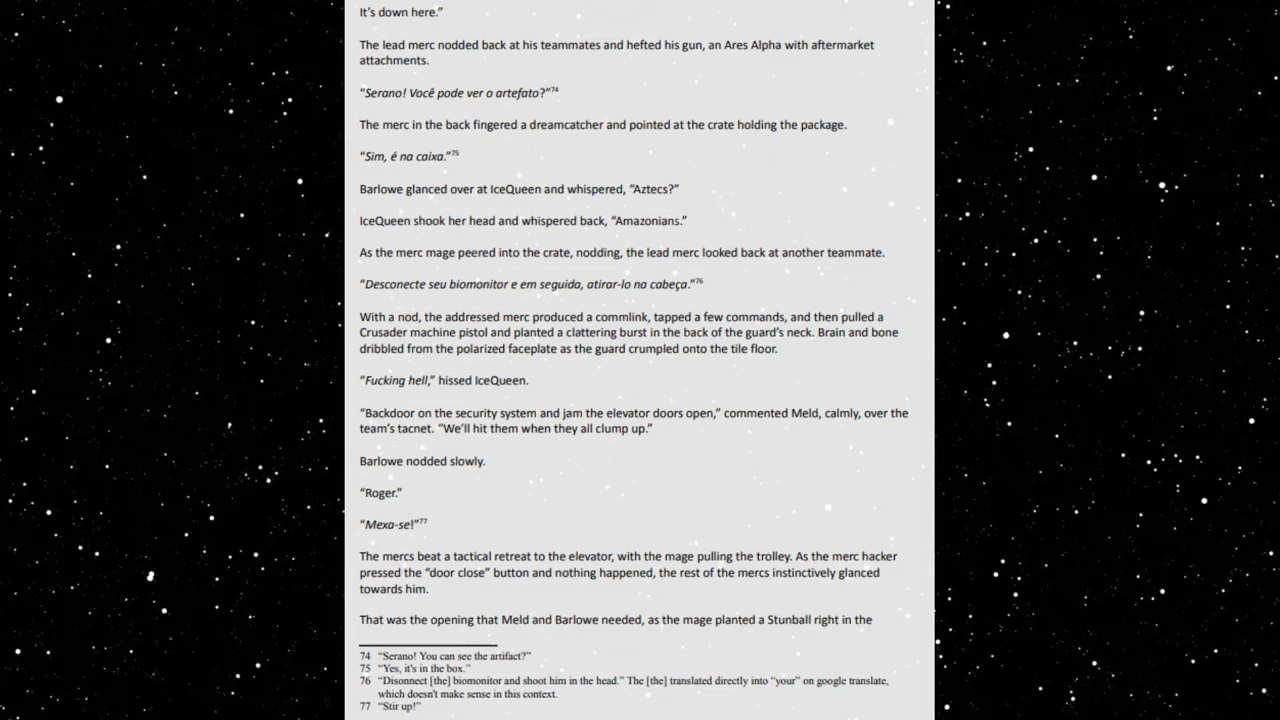 It’s down here.”
The lead merc nodded back at his teammates and hefted his gun, an Ares Alpha with aftermarket
attachments.
“Serano! Você pode ver o artefato?”74
The merc in the back fingered a dreamcatcher and pointed at the crate holding the package.
“Sim, é na caixa.”75
Barlowe glanced over at IceQueen and whispered, “Aztecs?”
IceQueen shook her head and whispered back, “Amazonians.”
As the merc mage peered into the crate, nodding, the lead merc looked back at another teammate.
“Desconecte seu biomonitor e em seguida, atirar-lo na cabeça.”76
With a nod, the addressed merc produced a commlink, tapped a few commands, and then pulled a
Crusader machine pistol and planted a clattering burst in the back of the guard’s neck. Brain and bone
dribbled from the polarized faceplate as the guard crumpled onto the tile floor.
“Fucking hell,” hissed IceQueen.
“Backdoor on the security system and jam the elevator doors open,” commented Meld, calmly, over the
team’s tacnet. “We’ll hit them when they all clump up.”
Barlowe nodded slowly.
“Roger.”
“Mexa-se!”77
The mercs beat a tactical retreat to the elevator, with the mage pulling the trolley. As the merc hacker
pressed the “door close” button and nothing happened, the rest of the mercs instinctively glanced
towards him.
That was the opening that Meld and Barlowe needed, as the mage planted a Stunball right in the
74 “Serano! You can see the artifact?”
75 “Yes, it's in the box.”
76 “Disonnect [the] biomonitor and shoot him in the head.” The [the] translated directly into “your” on google translate,
which doesn't make sense in this context.
77 “Stir up!”